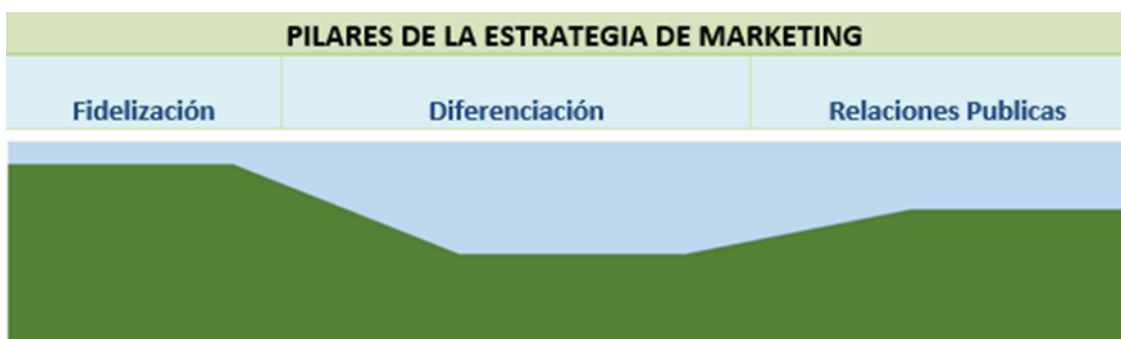 PILARES DE LA ESTRATEGIA DE MARKETING
Fidelización Diferenciación Relaciones Publicas